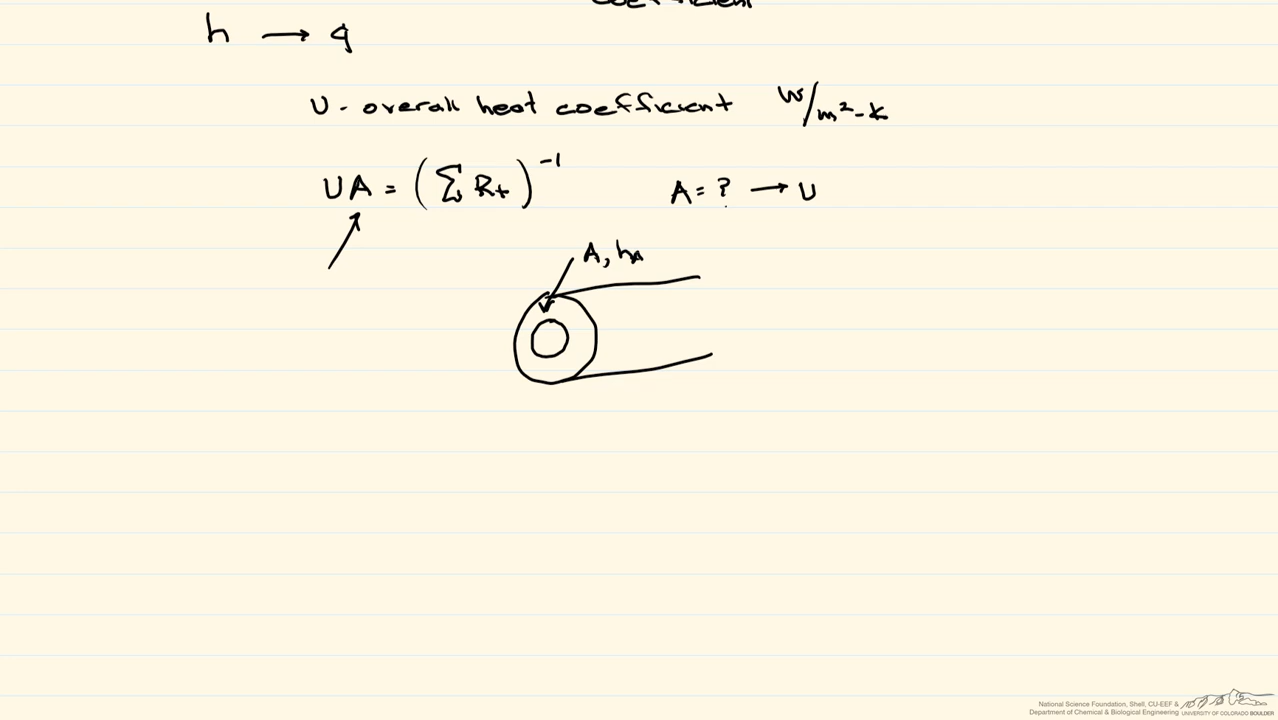 coefficient
h → q
U - overall heat coefficient W/m²-K
UA = (∑ Rt)⁻¹ A = ? → U
A, hA
National Science Foundation, Shell, CU-EEF &
Department of Chemical & Biological Engineering UNIVERSITY OF COLORADO BOULDER